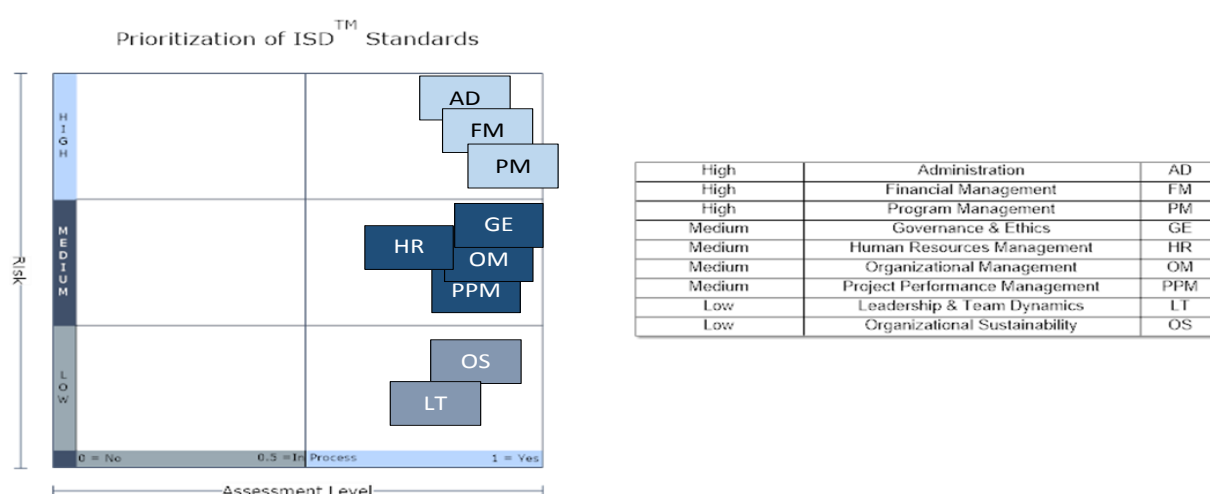 Prioritization of ISD™ Standards
Risk
HIGH
MEDIUM
LOW
AD
FM
PM
GE
HR
OM
PPM
OS
LT
0 = No 0.5 =In Process 1 = Yes
Assessment Level
High Administration AD
High Financial Management FM
High Program Management PM
Medium Governance & Ethics GE
Medium Human Resources Management HR
Medium Organizational Management OM
Medium Project Performance Management PPM
Low Leadership & Team Dynamics LT
Low Organizational Sustainability OS